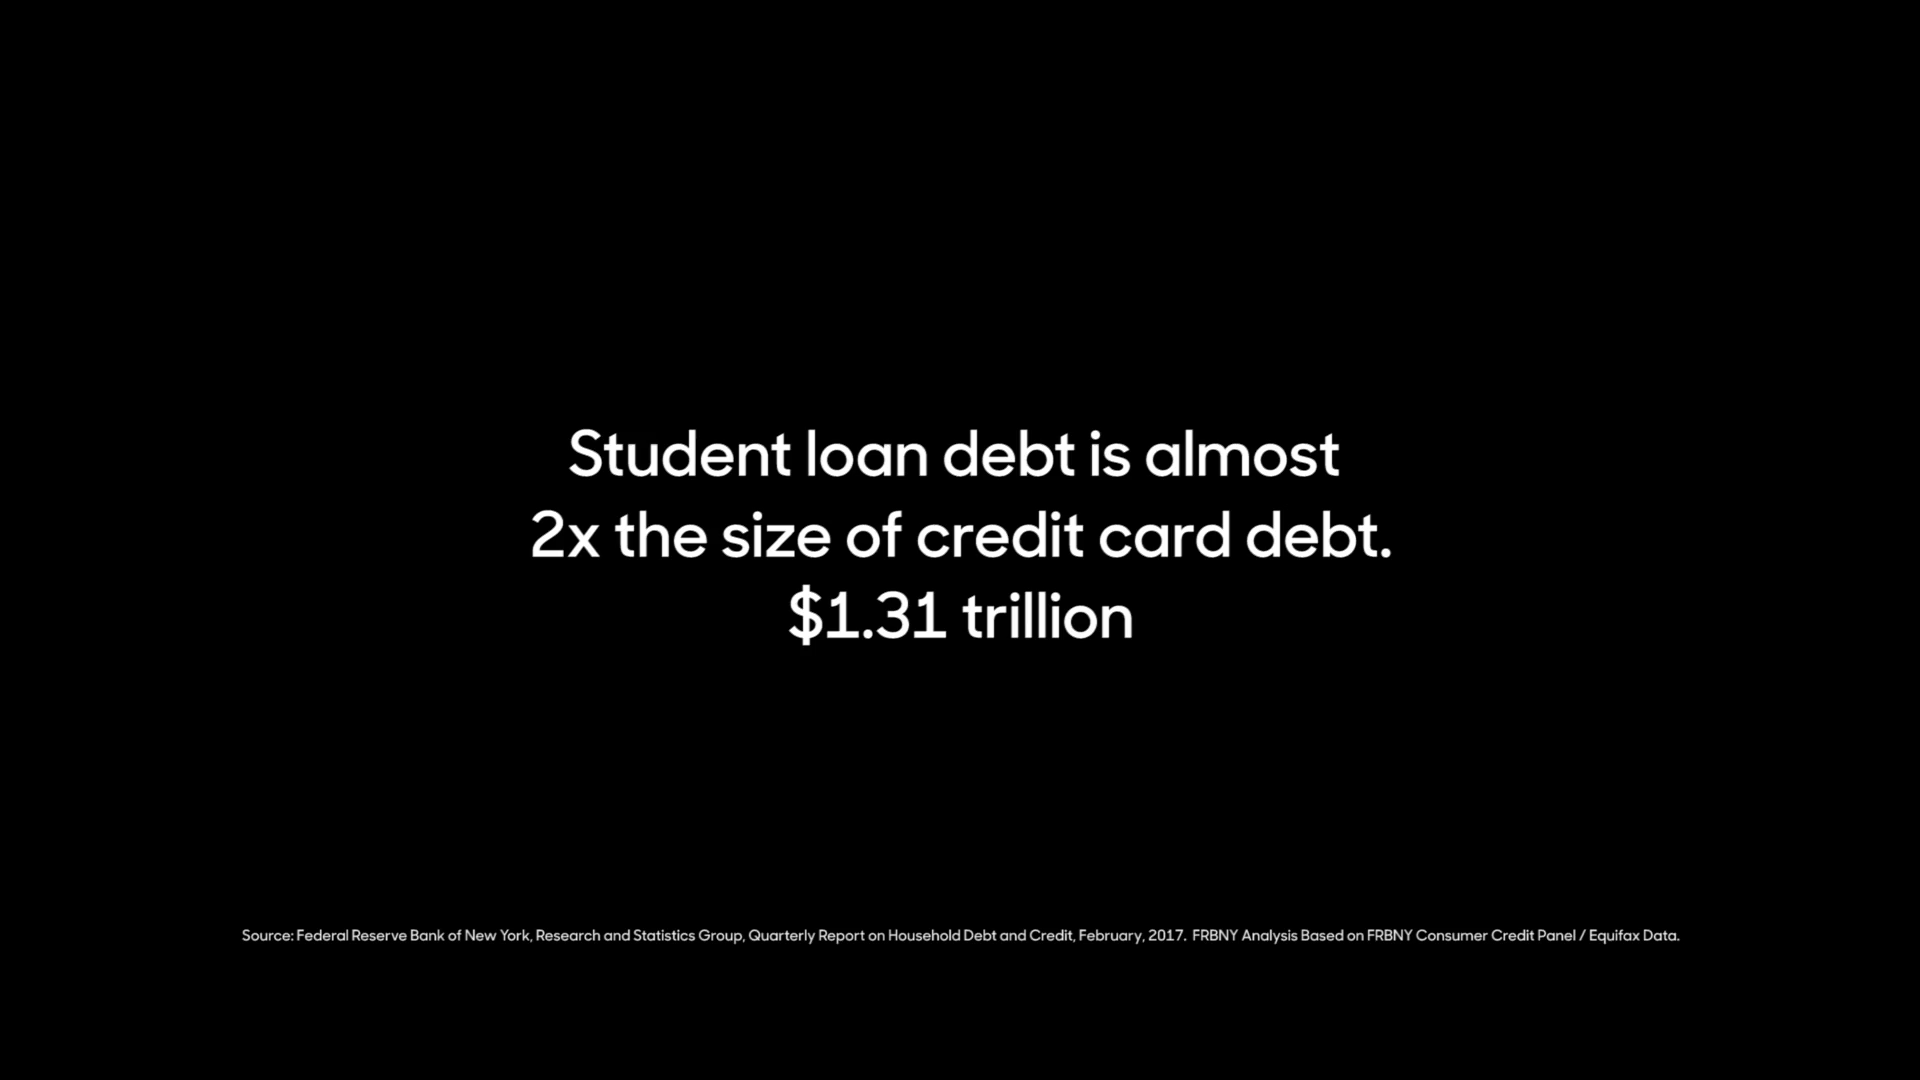 Student loan debt is almost
2x the size of credit card debt.
$1.31 trillion
Source: Federal Reserve Bank of New York, Research and Statistics Group, Quarterly Report on Household Debt and Credit, February, 2017. FRBNY Analysis Based on FRBNY Consumer Credit Panel / Equifax Data.